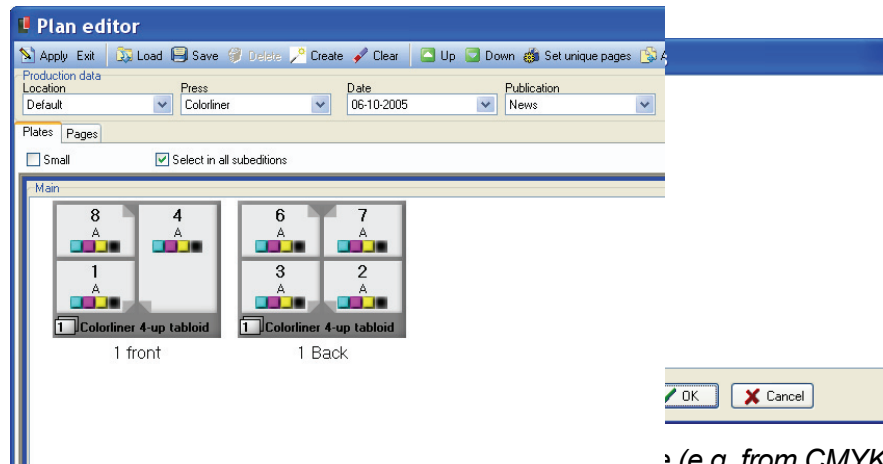 Plan editor
Apply Exit Load Save Delete Create Clear Up Down Set unique pages
Production data
Location Press Date Publication
Default Colorliner 06-10-2005 News
Plates Pages
Small Select in all subeditions
Main
8 4 6 7
A A A A
1 3 2
A A A
1 Colorliner 4-up tabloid 1 Colorliner 4-up tabloid
1 front 1 Back
OK Cancel
(e.g. from CMYK